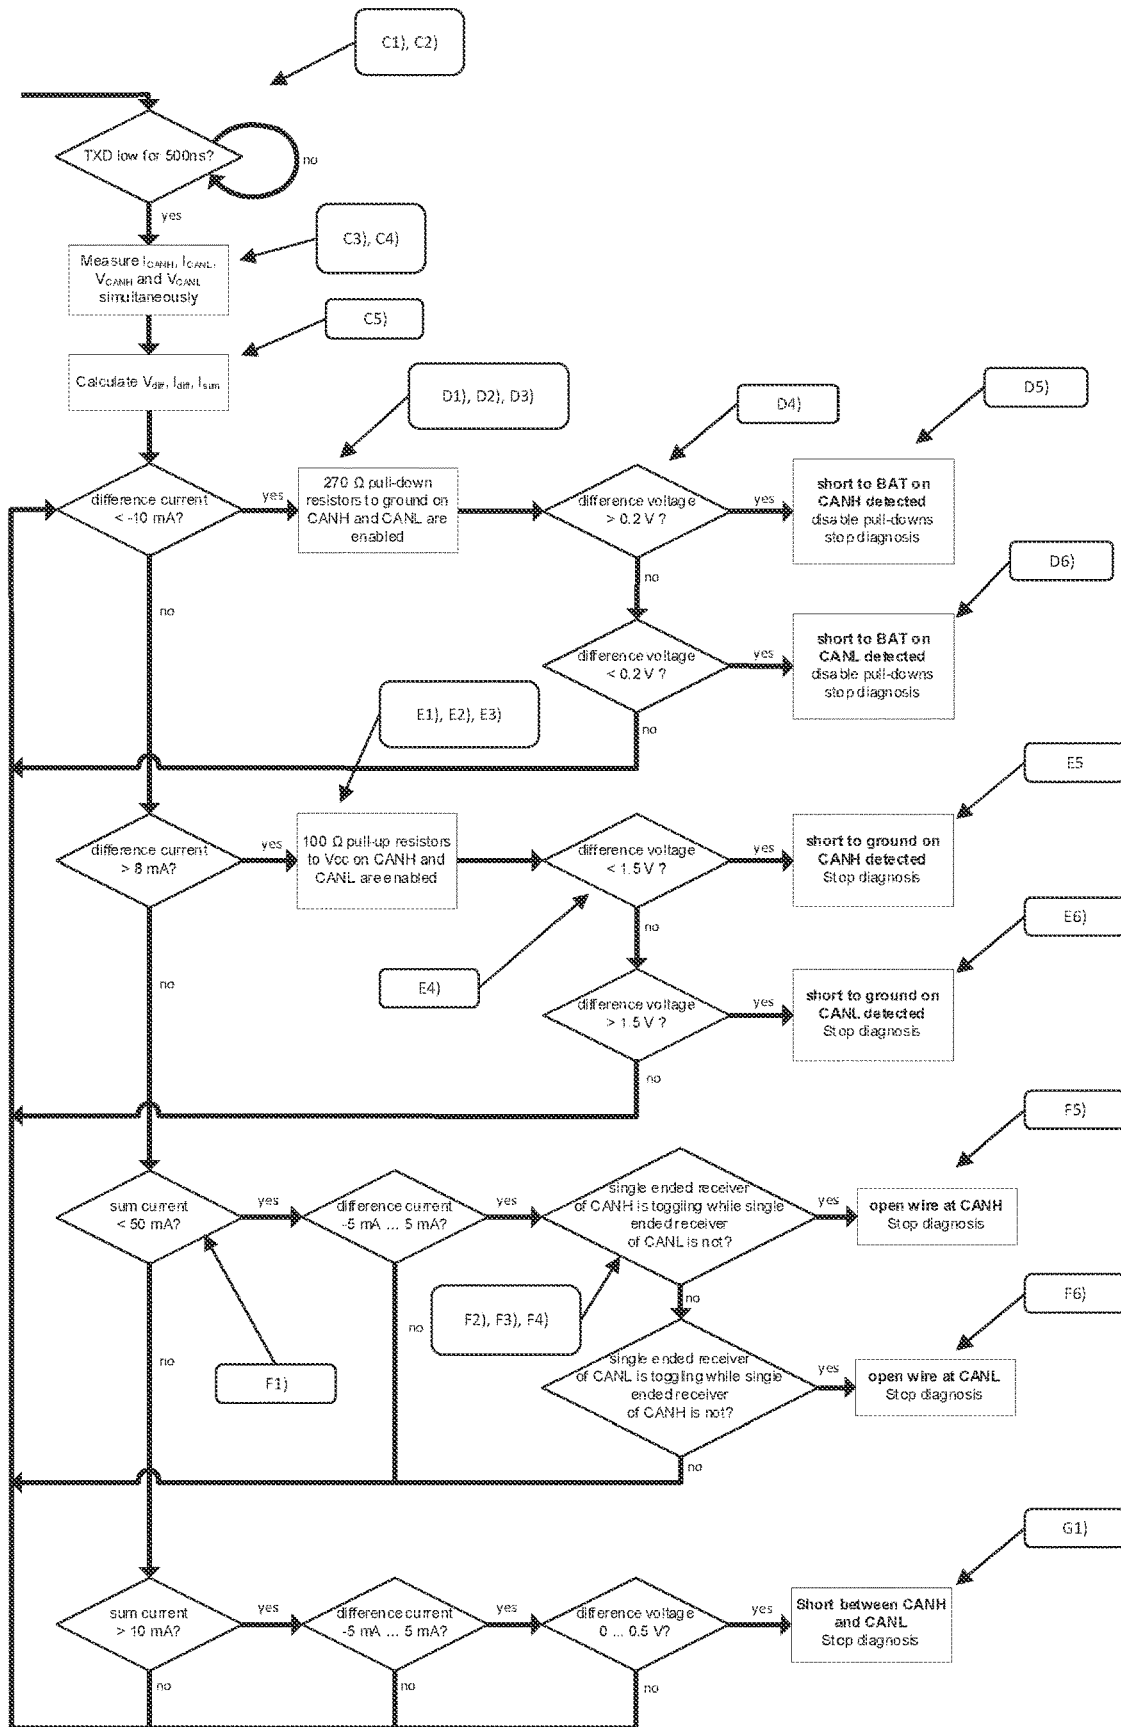 C1), C2)
TXD low for 500ns?
no
yes
C3), C4)
Measure ICANH, ICANL,
VCANH and VCANL
simultaneously
C5)
Calculate Vdiff, Idiff, Isum
D1), D2), D3)
D4)
D5)
difference current
< -10 mA?
yes
270 Ω pull-down
resistors to ground on
CANH and CANL are
enabled
difference voltage
> 0.2 V ?
yes
short to BAT on
CANH detected
disable pull-downs
stop diagnosis
no
no
D6)
difference voltage
< 0.2 V ?
yes
short to BAT on
CANL detected
disable pull-downs
stop diagnosis
no
E1), E2), E3)
E5
difference current
> 8 mA?
yes
100 Ω pull-up resistors
to Vcc on CANH and
CANL are enabled
difference voltage
< 1.5 V ?
yes
short to ground on
CANH detected
Stop diagnosis
no
no
E4)
E6)
difference voltage
> 1.5 V ?
yes
short to ground on
CANL detected
Stop diagnosis
no
F5)
sum current
< 50 mA?
yes
difference current
-5 mA ... 5 mA?
yes
single ended receiver
of CANH is toggling while single
ended receiver
of CANL is not?
yes
open wire at CANH
Stop diagnosis
no
no
no
F1)
F2), F3), F4)
F6)
single ended receiver
of CANL is toggling while single
ended receiver
of CANH is not?
yes
open wire at CANL
Stop diagnosis
no
G1)
sum current
> 10 mA?
yes
difference current
-5 mA ... 5 mA?
yes
difference voltage
0 ... 0.5 V?
yes
Short between CANH
and CANL
Stop diagnosis
no
no
no